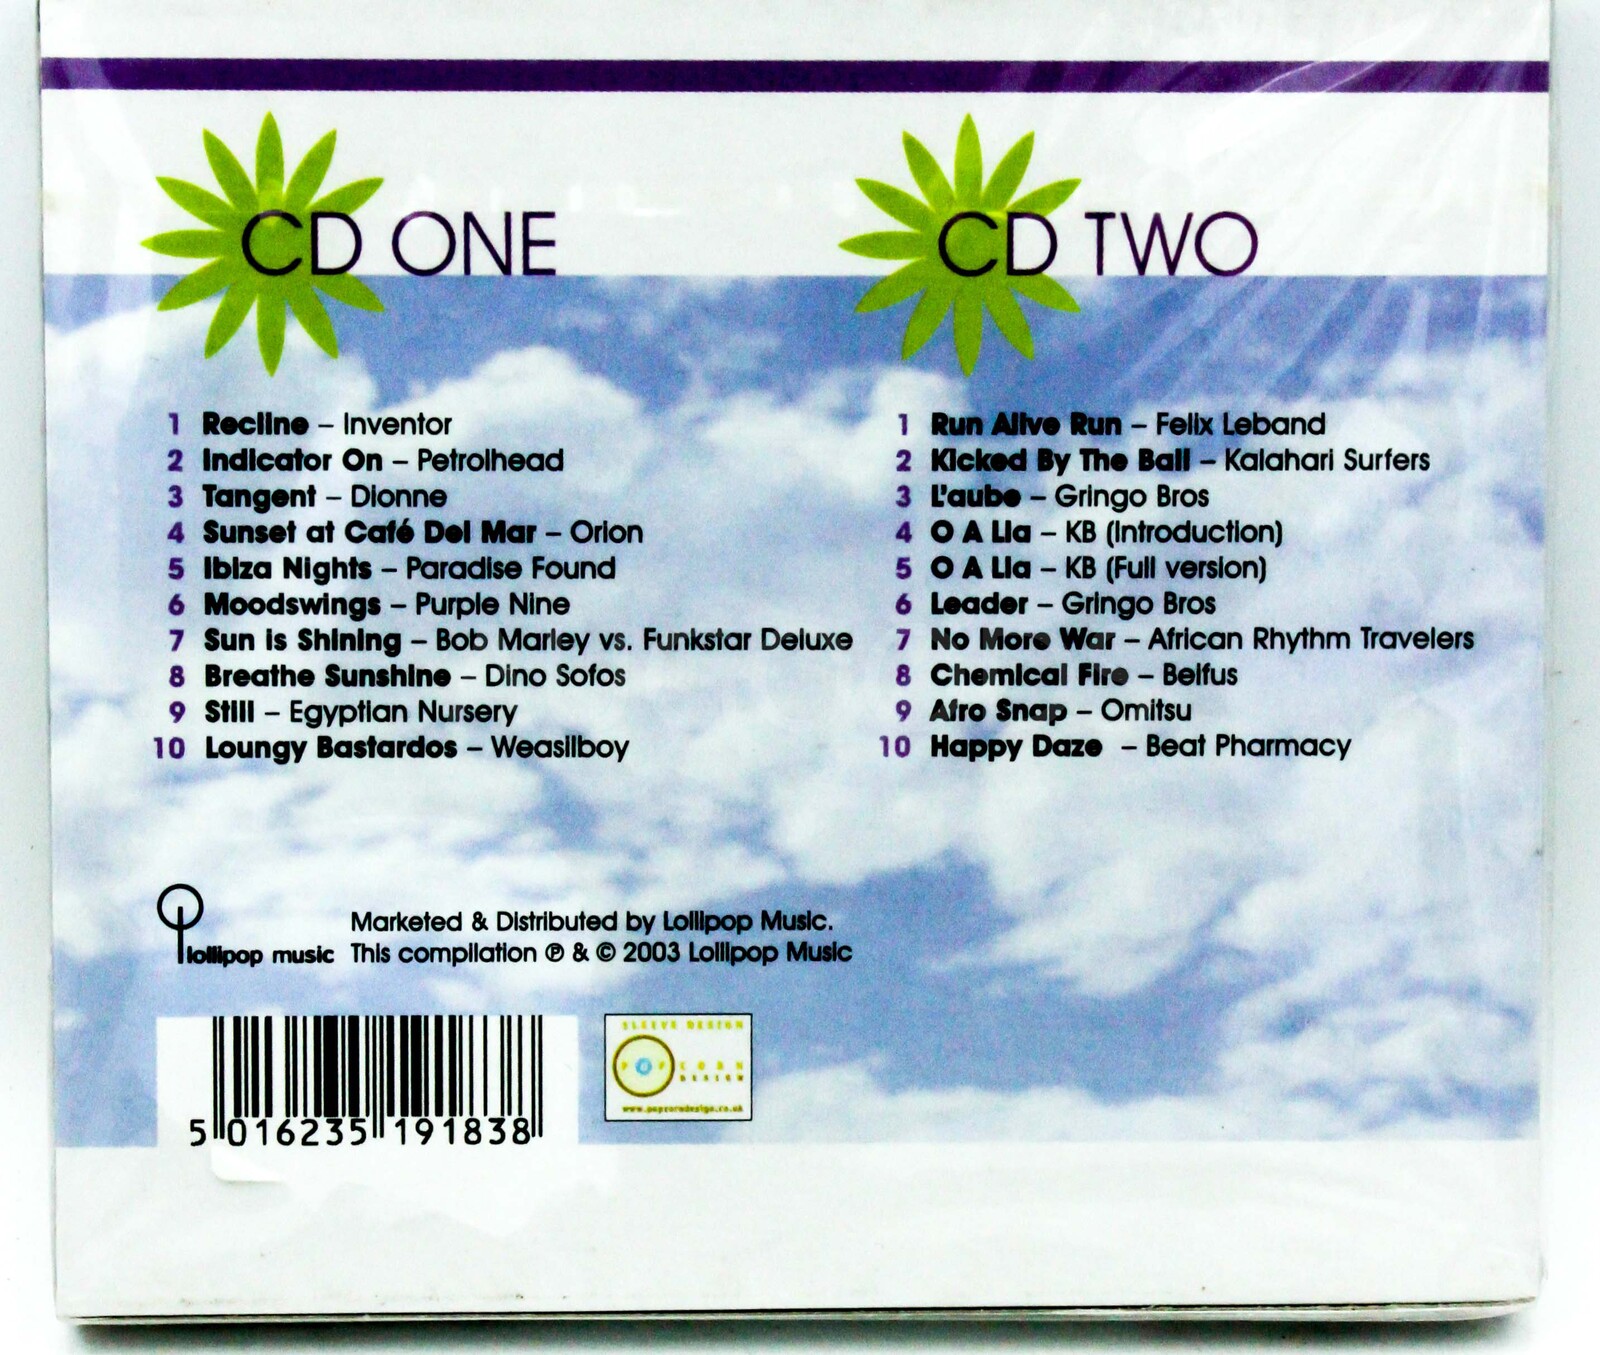 CD ONE
1 Recline – Inventor
2 Indicator On – Petrolhead
3 Tangent – Dionne
4 Sunset at Café Del Mar – Orion
5 Ibiza Nights – Paradise Found
6 Moodswings – Purple Nine
7 Sun is Shining – Bob Marley vs. Funkstar Deluxe
8 Breathe Sunshine – Dino Sofos
9 Still – Egyptian Nursery
10 Loungy Bastardos – Weasilboy
CD TWO
1 Run Alive Run – Felix Leband
2 Kicked By The Ball – Kalahari Surfers
3 L'aube – Gringo Bros
4 O A Lia – KB (Introduction)
5 O A Lia – KB (Full version)
6 Leader – Gringo Bros
7 No More War – African Rhythm Travelers
8 Chemical Fire – Belfus
9 Afro Snap – Omitsu
10 Happy Daze – Beat Pharmacy
lollipop music
Marketed & Distributed by Lollipop Music.
This compilation ℗ & © 2003 Lollipop Music
5 016235 191838
SLEEVE DESIGN
POPCORN
DESIGN
www.popcorndesign.co.uk